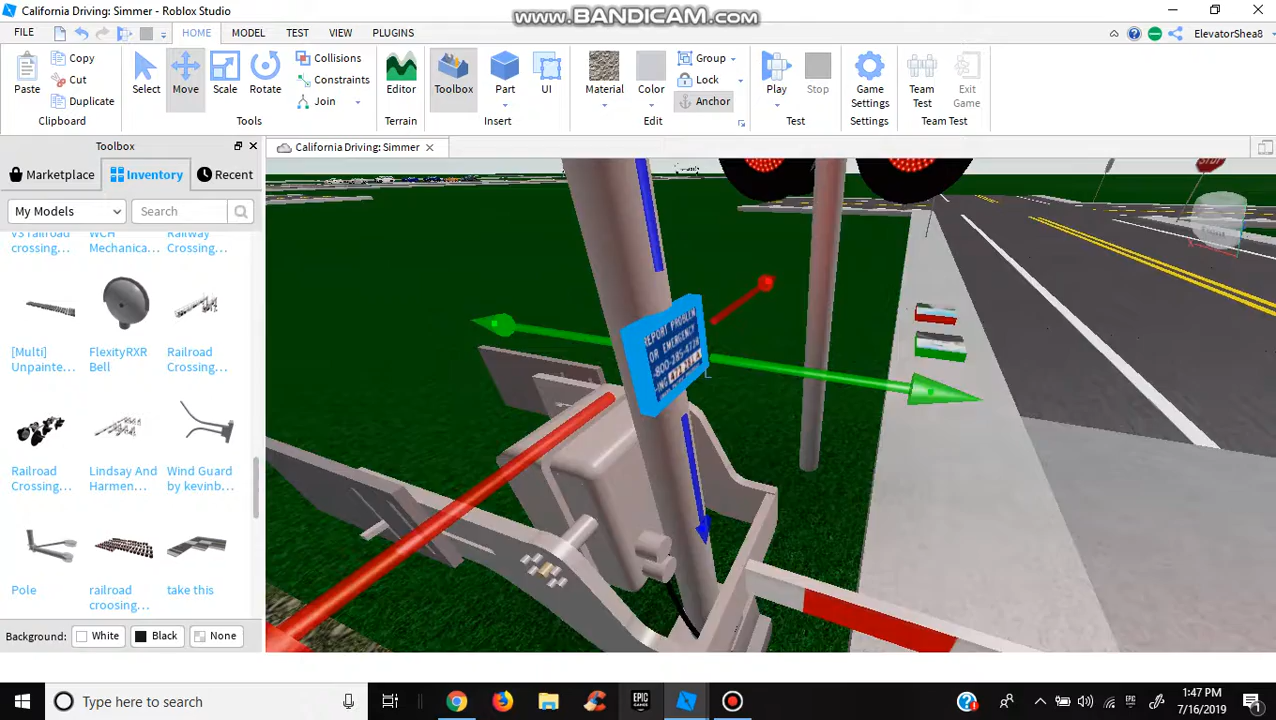 California Driving: Simmer - Roblox Studio
www.BANDICAM.com
FILE
HOME
MODEL
TEST
VIEW
PLUGINS
ElevatorShea8
Paste
Copy
Cut
Duplicate
Clipboard
Select
Move
Scale
Rotate
Collisions
Constraints
Join
Tools
Editor
Terrain
Toolbox
Part
UI
Insert
Material
Color
Group
Lock
Anchor
Edit
Play
Stop
Test
Game
Settings
Settings
Team
Test
Exit
Game
Team Test
Toolbox
California Driving: Simmer
Marketplace
Inventory
Recent
My Models
Search
V3 railroad
crossing...
WCH
Mechanica...
Railway
Crossing...
[Multi]
Unpainte...
FlexityRXR
Bell
Railroad
Crossing...
Railroad
Crossing...
Lindsay And
Harmen...
Wind Guard
by kevinb...
Pole
railroad
croosing...
take this
Background:
White
Black
None
REPORT PROBLEM
OR EMERGENCY
Type here to search
1:47 PM
7/16/2019
EPIC
GAMES